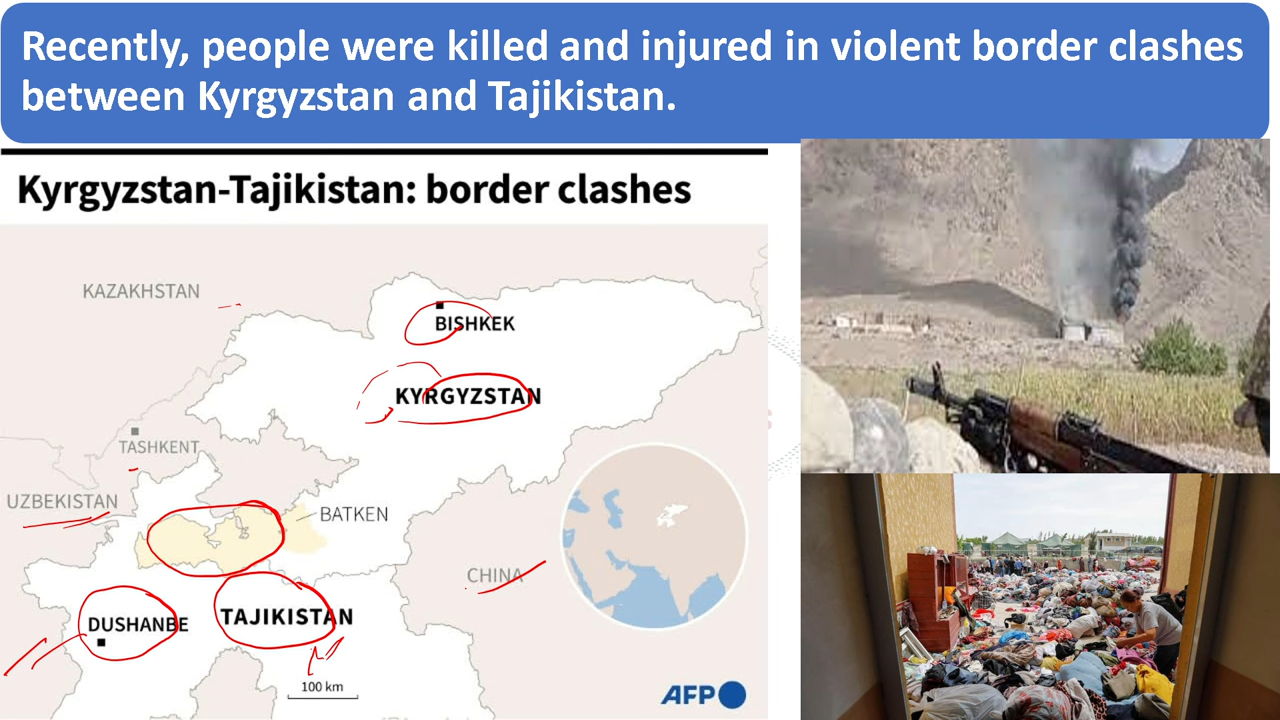 Recently, people were killed and injured in violent border clashes
between Kyrgyzstan and Tajikistan.
Kyrgyzstan-Tajikistan: border clashes
KAZAKHSTAN
BISHKEK
KYRGYZSTAN
TASHKENT
UZBEKISTAN
BATKEN
CHINA
DUSHANBE
TAJIKISTAN
100 km
AFP